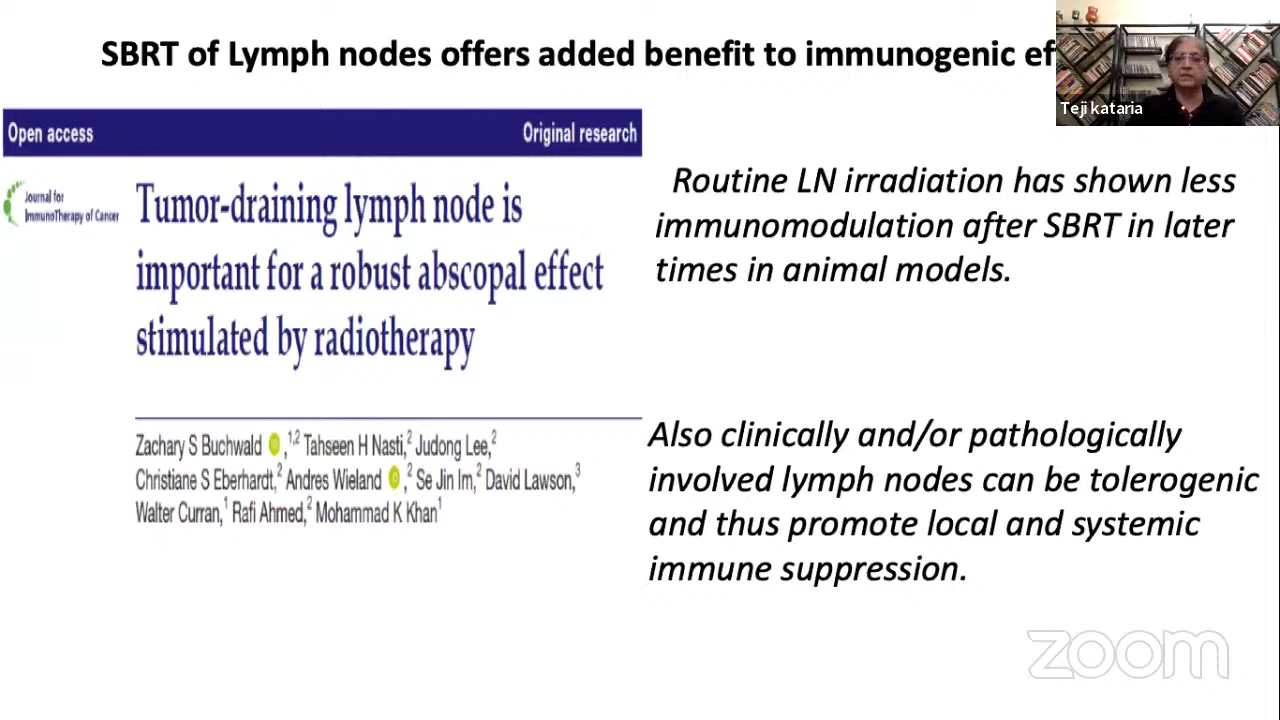 SBRT of Lymph nodes offers added benefit to immunogenic ef
Teji kataria
Open access Original research
Journal for
ImmunoTherapy of Cancer
Tumor-draining lymph node is
important for a robust abscopal effect
stimulated by radiotherapy
Zachary S Buchwald ,1,2 Tahseen H Nasti,2 Judong Lee,2
Christiane S Eberhardt,2 Andres Wieland ,2 Se Jin Im,2 David Lawson,3
Walter Curran,1 Rafi Ahmed,2 Mohammad K Khan1
Routine LN irradiation has shown less
immunomodulation after SBRT in later
times in animal models.
Also clinically and/or pathologically
involved lymph nodes can be tolerogenic
and thus promote local and systemic
immune suppression.
zoom